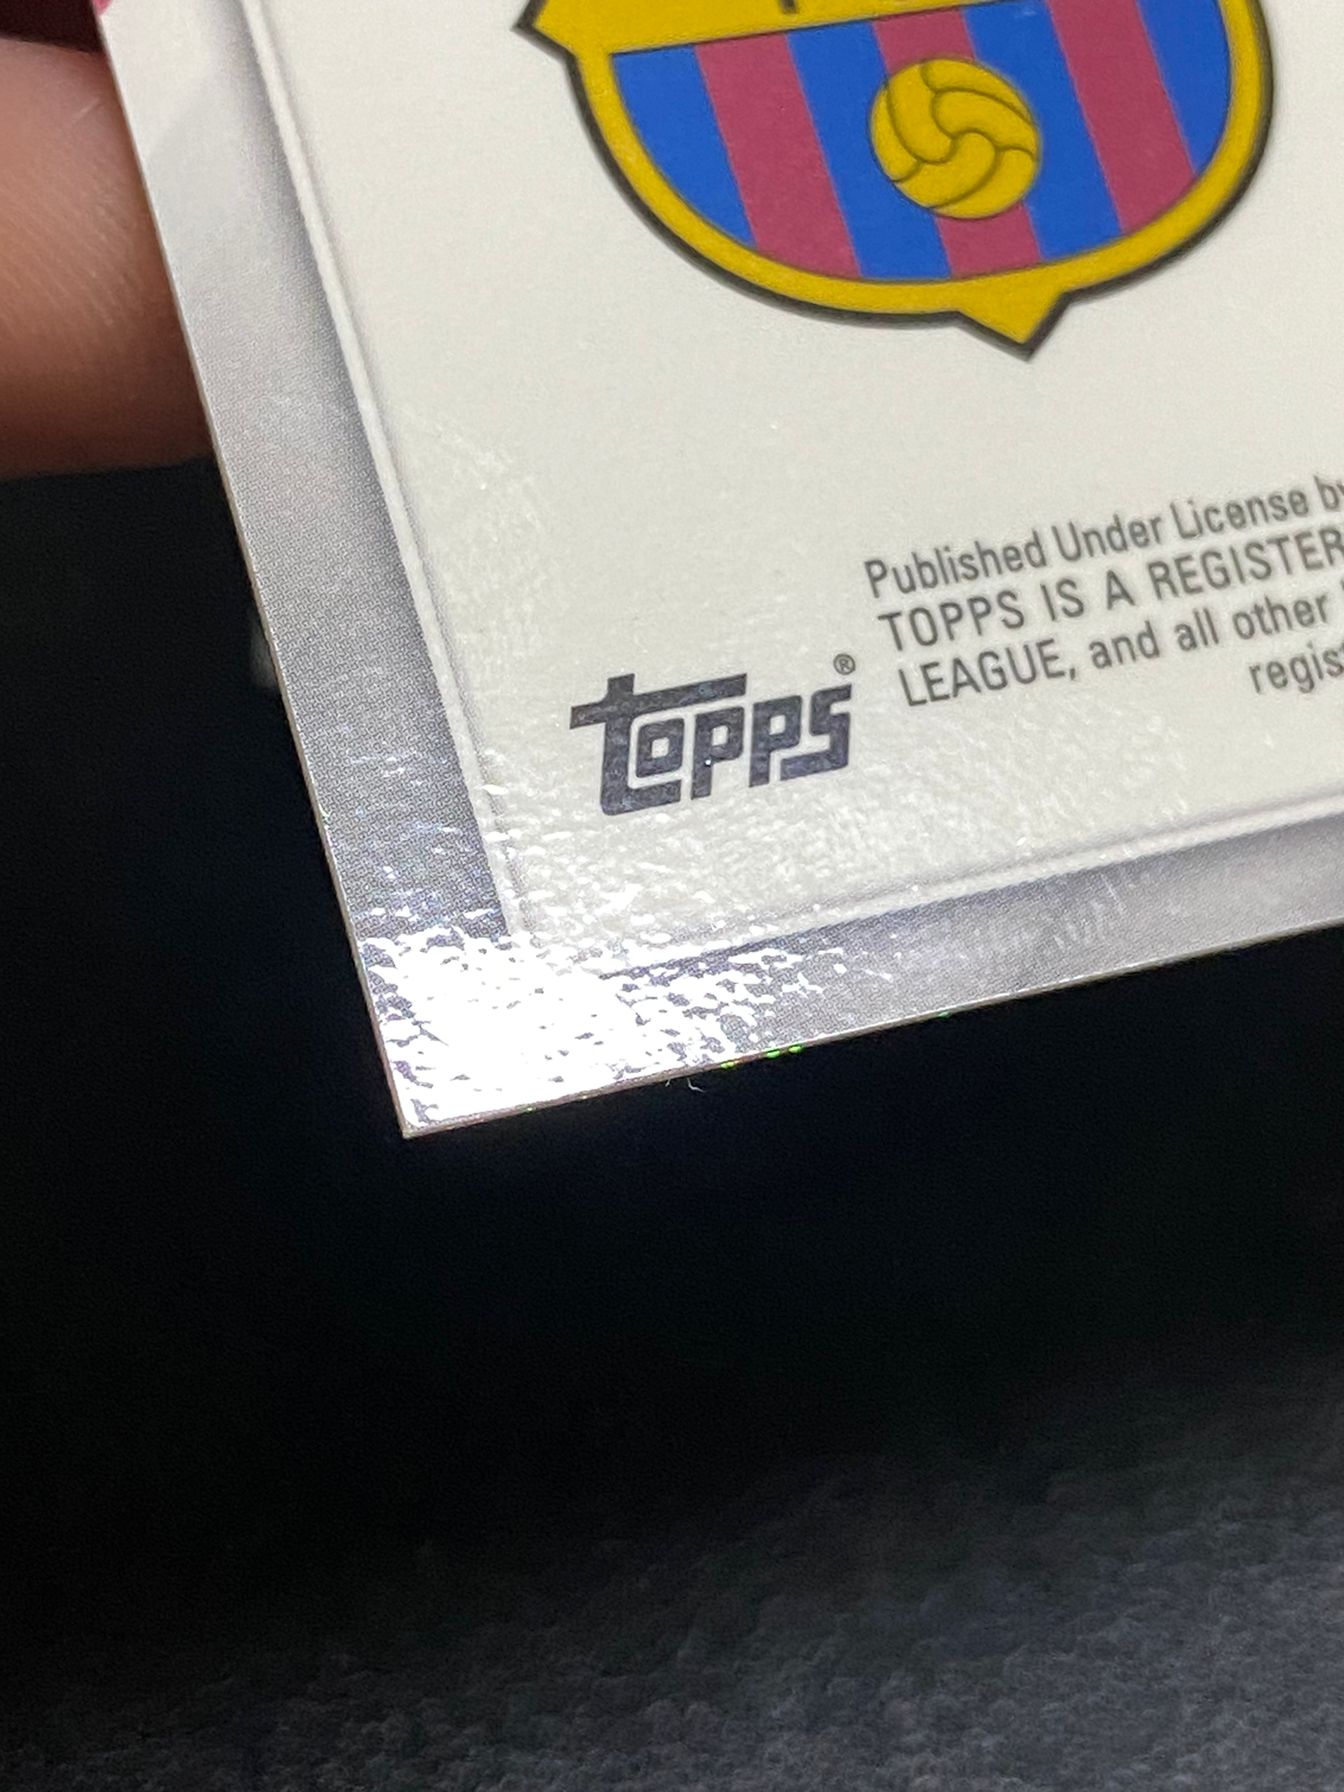 Published Under License by
TOPPS IS A REGISTER
LEAGUE, and all other
regist
topps®